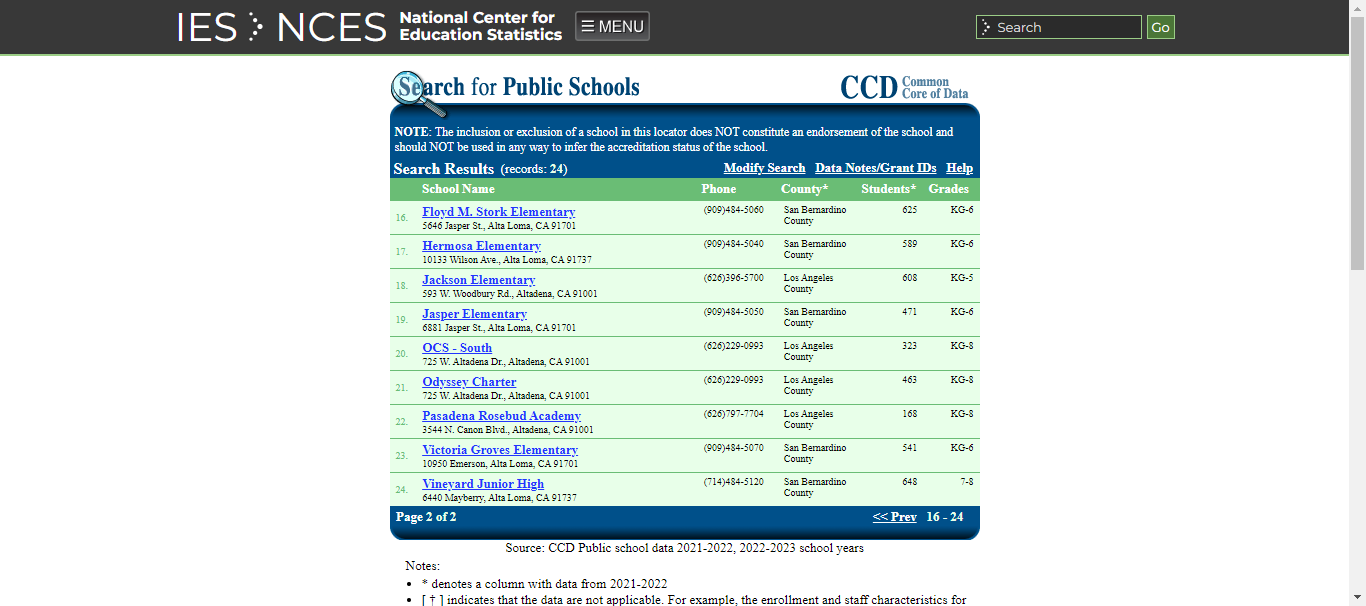 IES NCES National Center for Education Statistics ☰ MENU Search Go
Search for Public Schools CCD Common Core of Data
NOTE: The inclusion or exclusion of a school in this locator does NOT constitute an endorsement of the school and
should NOT be used in any way to infer the accreditation status of the school.
Search Results (records: 24) Modify Search Data Notes/Grant IDs Help
School Name Phone County* Students* Grades
16. Floyd M. Stork Elementary (909)484-5060 San Bernardino County 625 KG-6
5646 Jasper St., Alta Loma, CA 91701
17. Hermosa Elementary (909)484-5040 San Bernardino County 589 KG-6
10133 Wilson Ave., Alta Loma, CA 91737
18. Jackson Elementary (626)396-5700 Los Angeles County 608 KG-5
593 W. Woodbury Rd., Altadena, CA 91001
19. Jasper Elementary (909)484-5050 San Bernardino County 471 KG-6
6881 Jasper St., Alta Loma, CA 91701
20. OCS - South (626)229-0993 Los Angeles County 323 KG-8
725 W. Altadena Dr., Altadena, CA 91001
21. Odyssey Charter (626)229-0993 Los Angeles County 463 KG-8
725 W. Altadena Dr., Altadena, CA 91001
22. Pasadena Rosebud Academy (626)797-7704 Los Angeles County 168 KG-8
3544 N. Canon Blvd., Altadena, CA 91001
23. Victoria Groves Elementary (909)484-5070 San Bernardino County 541 KG-6
10950 Emerson, Alta Loma, CA 91701
24. Vineyard Junior High (714)484-5120 San Bernardino County 648 7-8
6440 Mayberry, Alta Loma, CA 91737
Page 2 of 2 << Prev 16 - 24
Source: CCD Public school data 2021-2022, 2022-2023 school years
Notes:
• * denotes a column with data from 2021-2022
• [ † ] indicates that the data are not applicable. For example, the enrollment and staff characteristics for